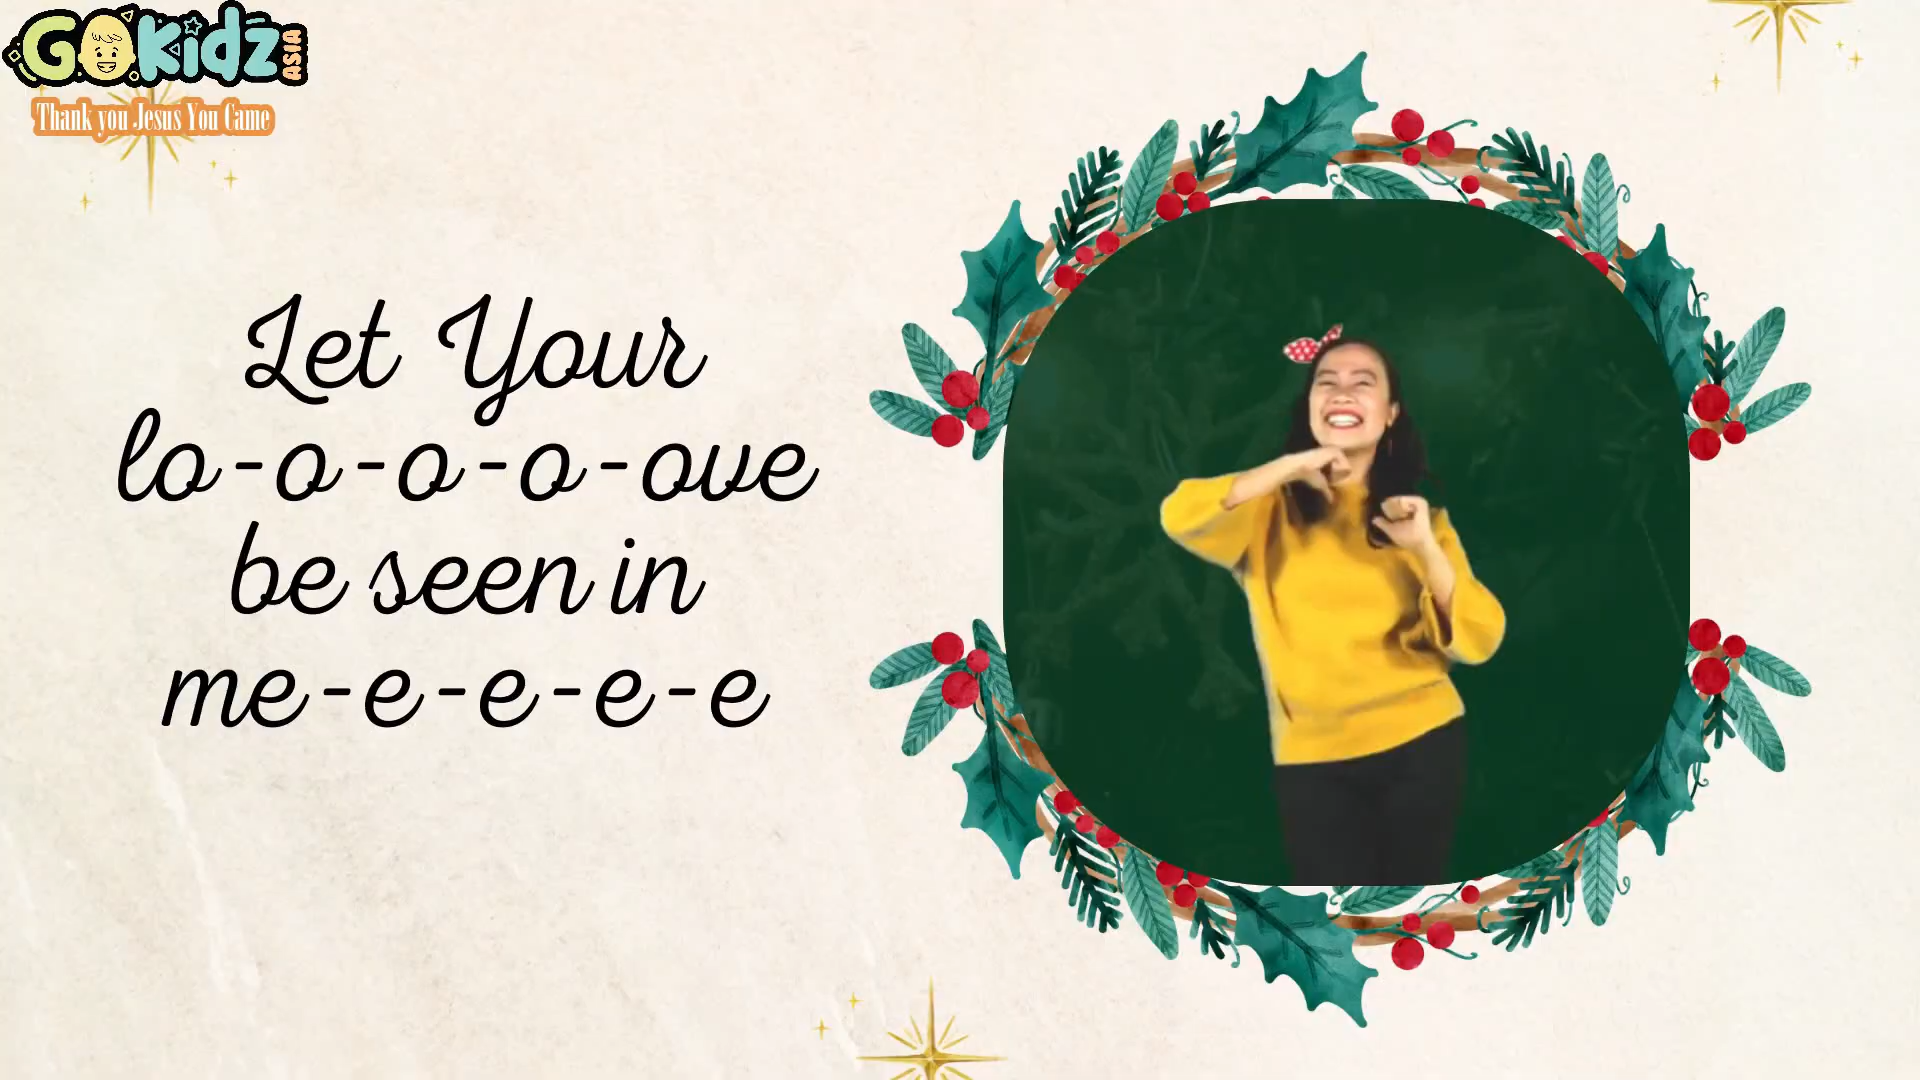 GOKidz ASIA
Thank you Jesus You Came
Let Your
lo-o-o-o-ove
be seen in
me-e-e-e-e